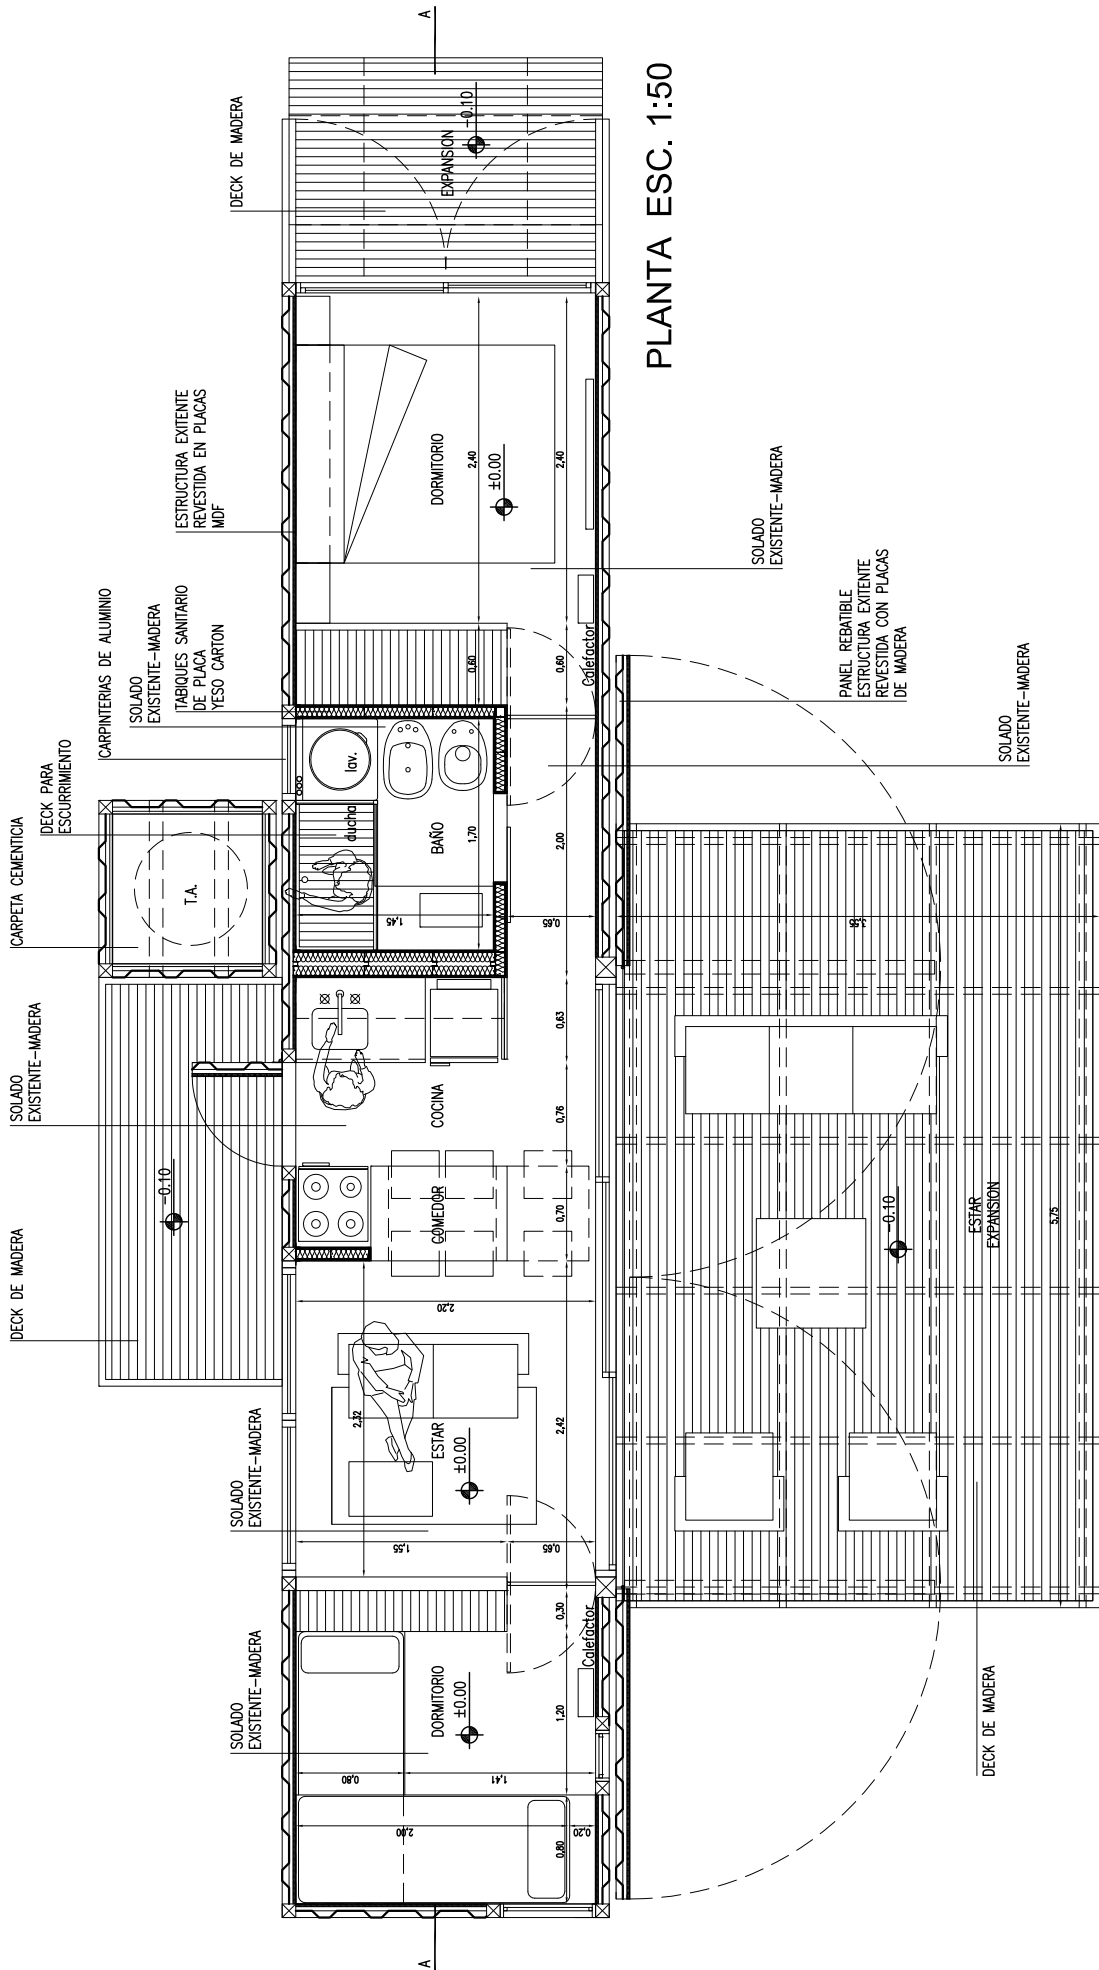 A
DECK DE MADERA
EXPANSION
-0.10
PLANTA ESC. 1:50
ESTRUCTURA EXITENTE
REVESTIDA EN PLACAS
MDF
DORMITORIO
±0.00
2,40
2,40
SOLADO
EXISTENTE-MADERA
CARPINTERIAS DE ALUMINIO
SOLADO
EXISTENTE-MADERA
TABIQUES SANITARIO
DE PLACA
YESO CARTON
0,60
0,60
Calefactor
PANEL REBATIBLE
ESTRUCTURA EXITENTE
REVESTIDA CON PLACAS
DE MADERA
SOLADO
EXISTENTE-MADERA
CARPETA CEMENTICIA
DECK PARA
ESCURRIMIENTO
T.A.
lav.
ducha
BAÑO
1,70
2,00
1,45
0,65
SOLADO
EXISTENTE-MADERA
0,63
COCINA
0,76
DECK DE MADERA
-0.10
COMEDOR
0,70
2,20
-0.10
ESTAR
EXPANSION
5,75
2,32
ESTAR
±0.00
2,42
SOLADO
EXISTENTE-MADERA
1,55
0,65
0,30
Calefactor
SOLADO
EXISTENTE-MADERA
DORMITORIO
±0.00
1,20
0,80
1,41
2,00
0,20
0,80
DECK DE MADERA
A